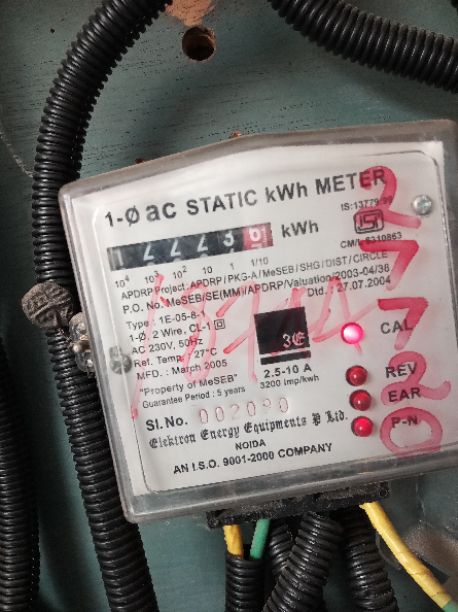 1-Ø ac STATIC kWh METER
IS:13779-99
kWh
CM/L
10⁴ 10³ 10² 10 1 1/10
APDRP Project: APDRP / PKG-A / MeSEB / SHG / DIST / CIRCLE
P.O. No. MeSEB/SE(MM)/APDRP/Valuation/2003-04/38
Dtd. : 27.07.2004
Type : 1E-05-8-1
1-Ø, 2 Wire, CL-1
AC 230V, 50Hz
Ref. Temp. : 27°C
MFD. : March 2005
"Property of MeSEB"
Guarantee Period : 5 years
3E
2.5-10 A
3200 imp/kwh
CAL
REV
EAR
P-N
Sl. No. 002090
Elektron Energy Equipments P Ltd.
NOIDA
AN I.S.O. 9001-2000 COMPANY